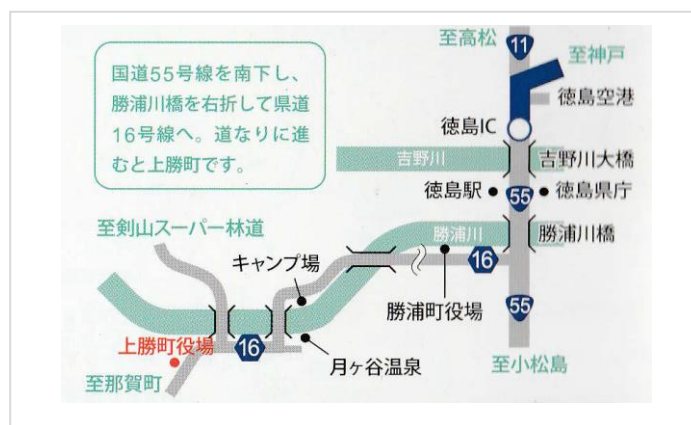 国道55号線を南下し、
勝浦川橋を右折して県道
16号線へ。道なりに進
むと上勝町です。
至高松
11
至神戸
徳島空港
徳島IC
吉野川
吉野川大橋
徳島駅
55
徳島県庁
勝浦川
勝浦川橋
至剣山スーパー林道
キャンプ場
16
勝浦町役場
55
上勝町役場
16
月ヶ谷温泉
至小松島
至那賀町